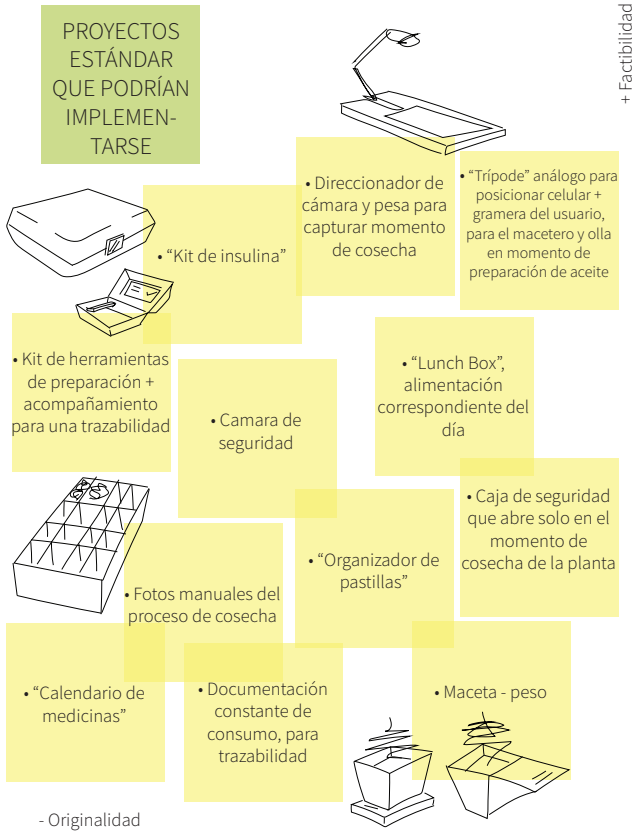 PROYECTOS
ESTÁNDAR
QUE PODRÍAN
IMPLEMEN-
TARSE
+ Factibilidad
• Direccionador de
cámara y pesa para
capturar momento
de cosecha
• “Trípode” análogo para
posicionar celular +
gramera del usuario,
para el macetero y olla
en momento de
preparación de aceite
• “Kit de insulina”
• Kit de herramientas
de preparación +
acompañamiento
para una trazabilidad
• “Lunch Box”,
alimentación
correspondiente del
día
• Camara de
seguridad
• Caja de seguridad
que abre solo en el
momento de
cosecha de la planta
• “Organizador de
pastillas”
• Fotos manuales del
proceso de cosecha
• “Calendario de
medicinas”
• Documentación
constante de
consumo, para
trazabilidad
• Maceta - peso
- Originalidad